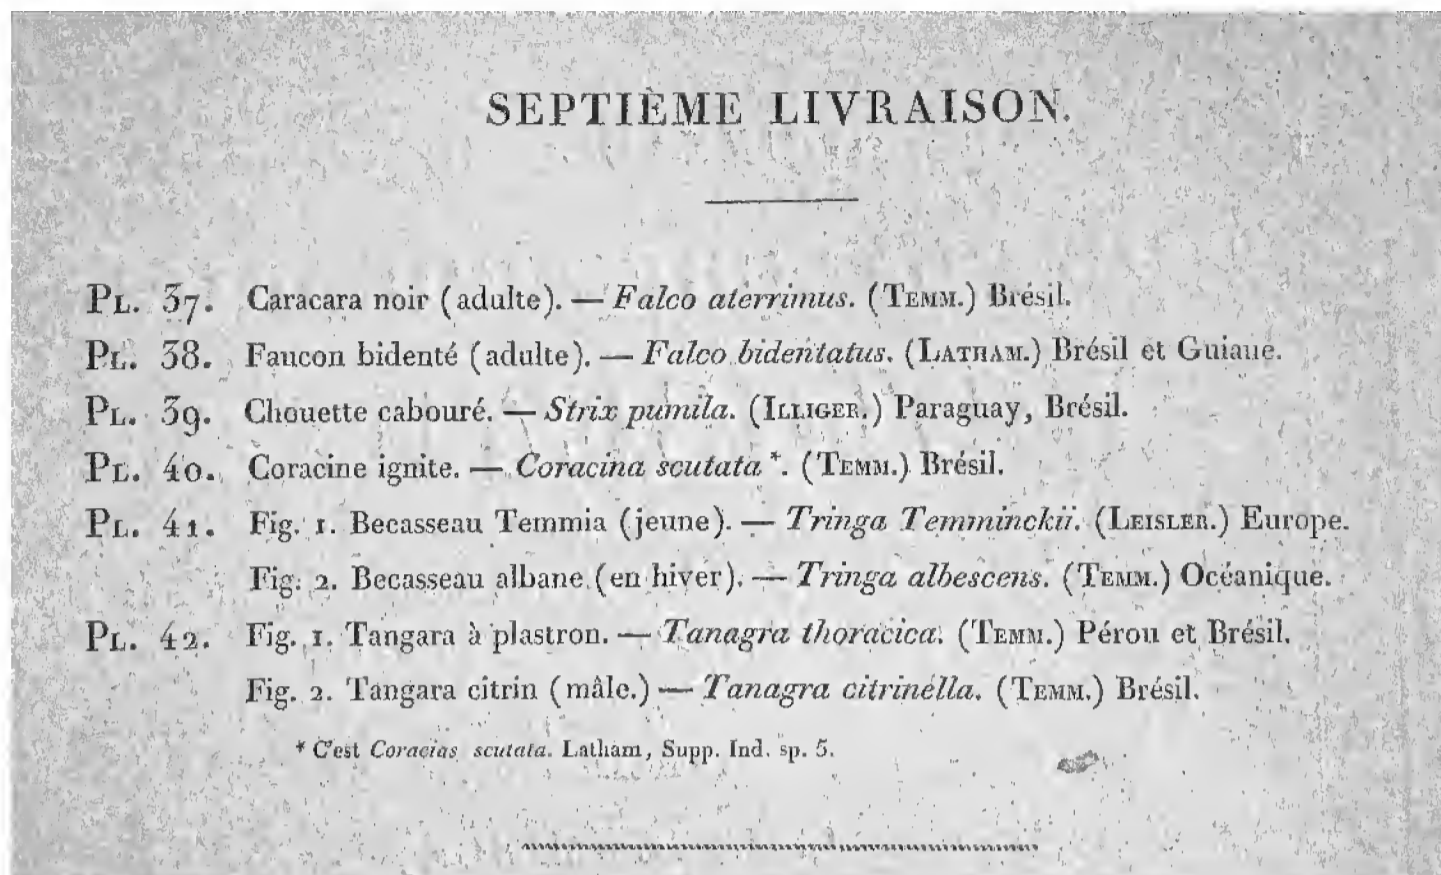 SEPTIÈME LIVRAISON.
PL. 37. Caracara noir (adulte). — Falco aterrimus. (TEMM.) Brésil.
PL. 38. Faucon bidenté (adulte). — Falco bidentatus. (LATHAM.) Brésil et Guiane.
PL. 39. Chouette cabouré. — Strix pumila. (ILLIGER.) Paraguay, Brésil.
PL. 40. Coracine ignite. — Coracina scutata *. (TEMM.) Brésil.
PL. 41. Fig. 1. Becasseau Temmia (jeune). — Tringa Temminckii. (LEISLER.) Europe.
Fig. 2. Becasseau albane (en hiver). — Tringa albescens. (TEMM.) Océanique.
PL. 42. Fig. 1. Tangara à plastron. — Tanagra thoracica. (TEMM.) Pérou et Brésil.
Fig. 2. Tangara citrin (mâle.) — Tanagra citrinella. (TEMM.) Brésil.
* C'est Coracias scutata. Latham, Supp. Ind. sp. 5.